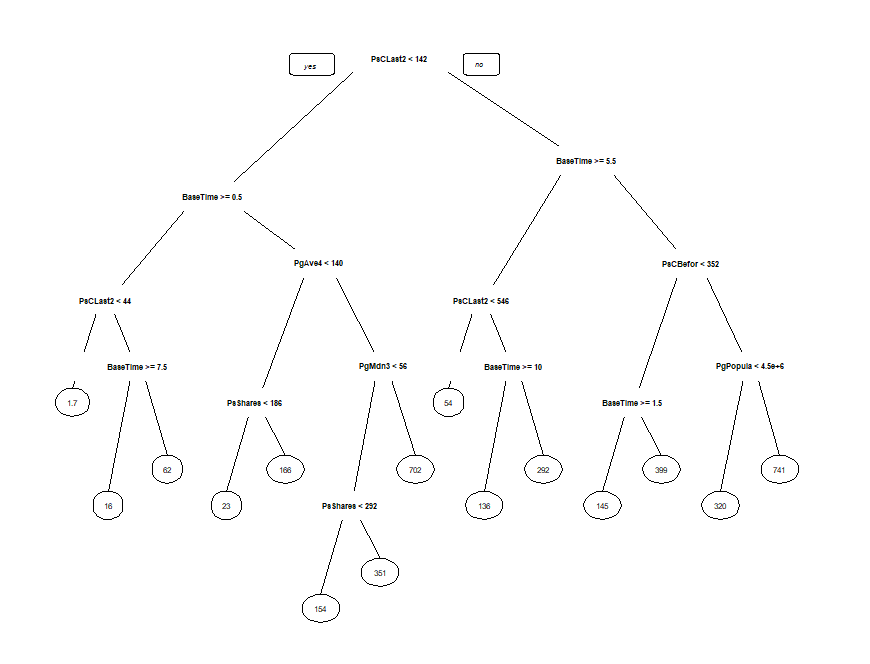 PsCLast2 < 142
yes
no
BaseTime >= 5.5
BaseTime >= 0.5
PgAve4 < 140
PsCBefor < 352
PsCLast2 < 44
PsCLast2 < 546
BaseTime >= 7.5
PgMdn3 < 56
BaseTime >= 10
PgPopula < 4.5e+6
1.7
PsShares < 186
54
BaseTime >= 1.5
62
166
702
292
399
741
16
23
PsShares < 292
136
145
320
351
154